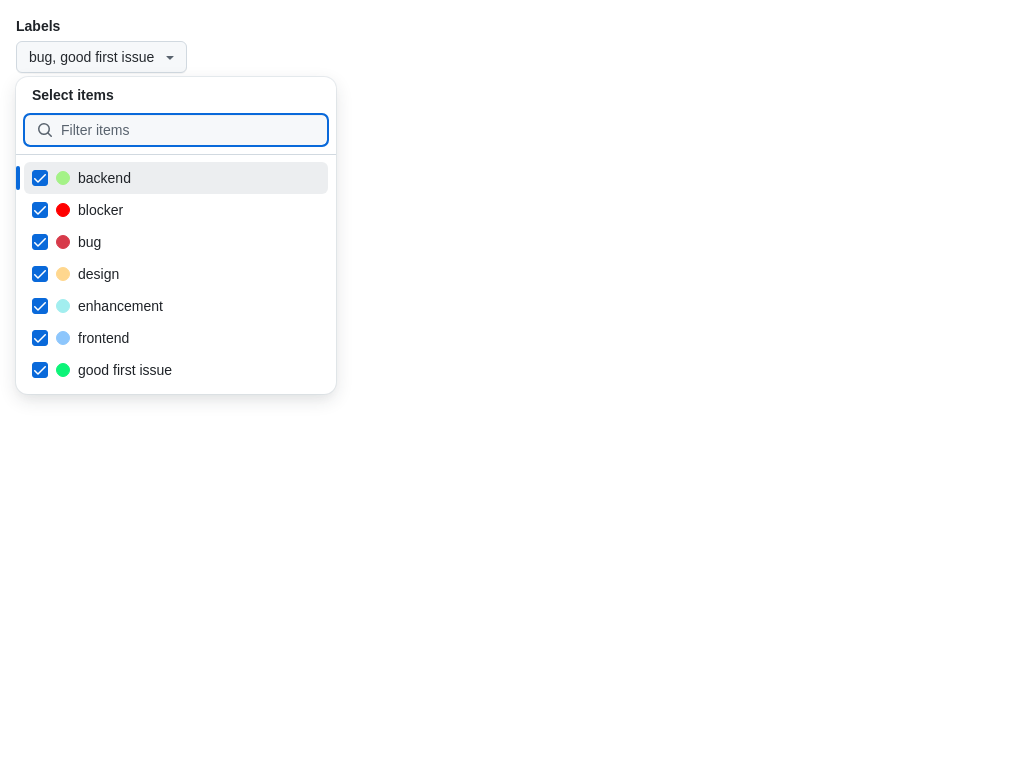 Labels
bug, good first issue
Select items
Filter items
backend
blocker
bug
design
enhancement
frontend
good first issue